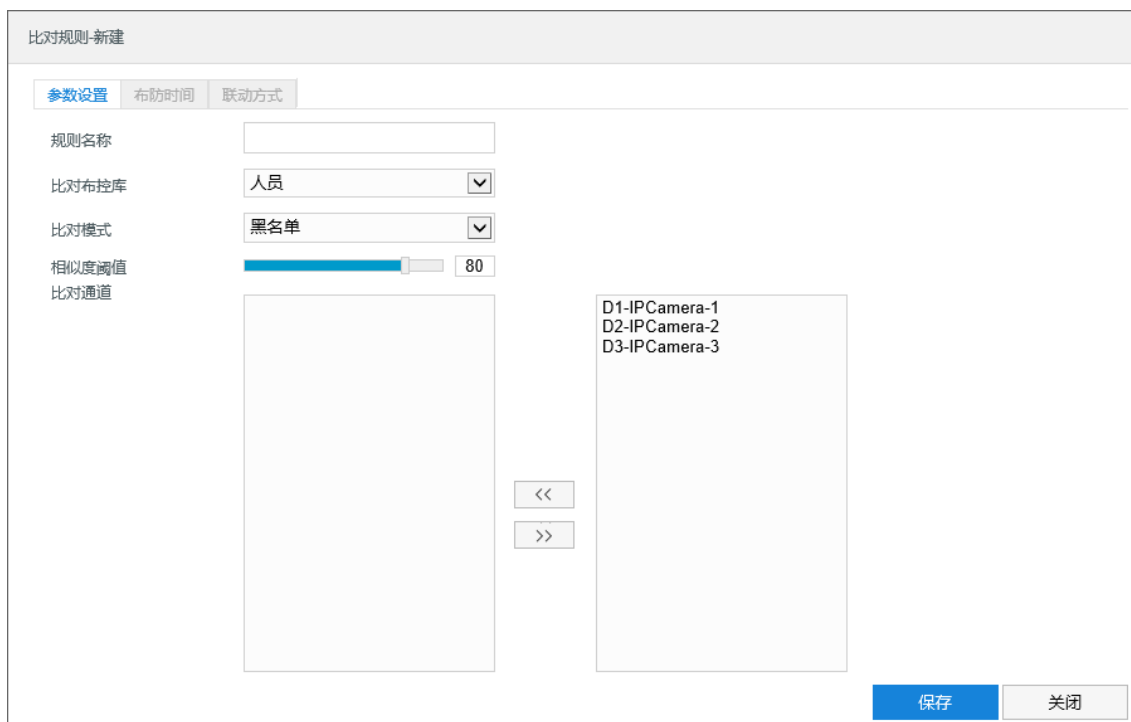 比对规则-新建
参数设置 布防时间 联动方式
规则名称
比对布控库 人员
比对模式 黑名单
相似度阈值 80
比对通道
D1-IPCamera-1
D2-IPCamera-2
D3-IPCamera-3
<<
>>
保存 关闭